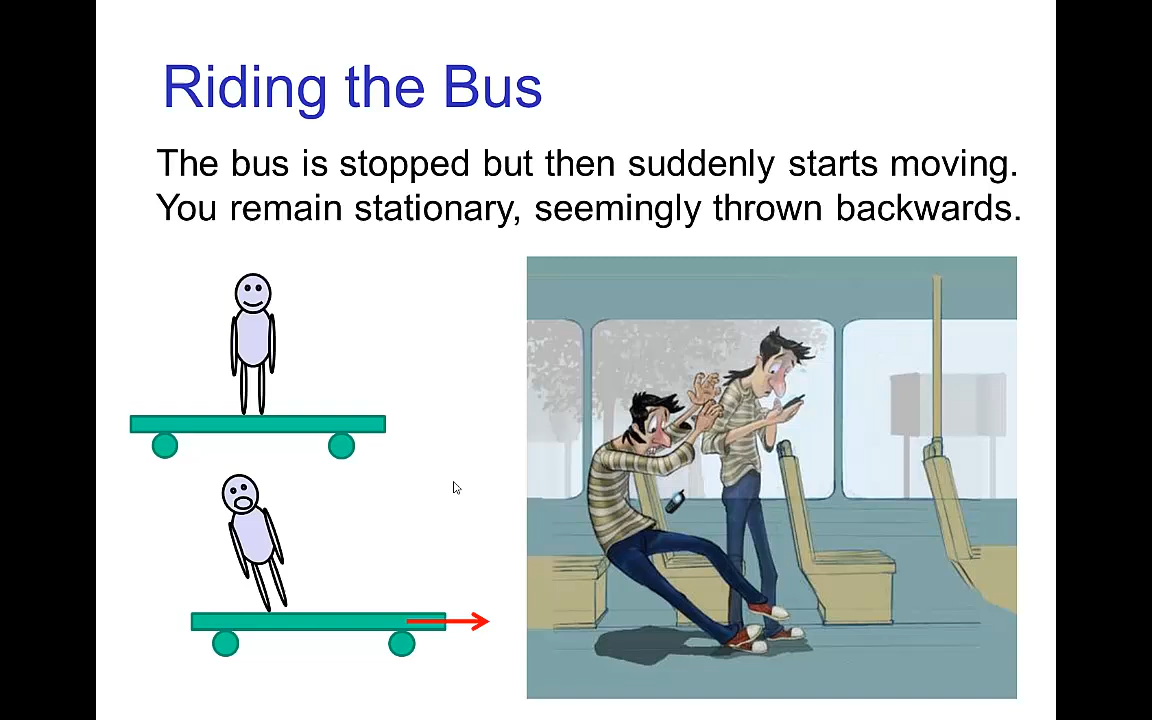 Riding the Bus
The bus is stopped but then suddenly starts moving.
You remain stationary, seemingly thrown backwards.